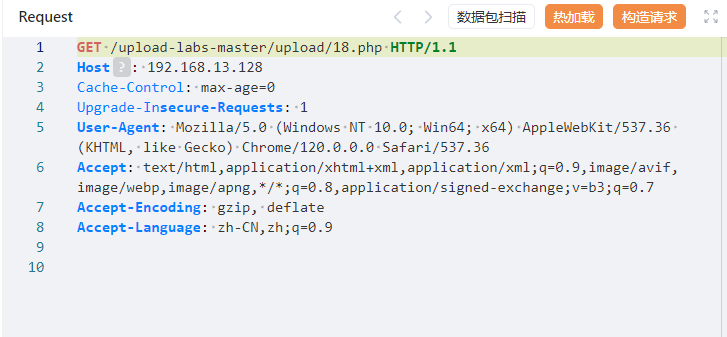 Request 数据包扫描 热加载 构造请求
1 GET /upload-labs-master/upload/18.php HTTP/1.1
2 Host ? : 192.168.13.128
3 Cache-Control: max-age=0
4 Upgrade-Insecure-Requests: 1
5 User-Agent: Mozilla/5.0 (Windows NT 10.0; Win64; x64) AppleWebKit/537.36
(KHTML, like Gecko) Chrome/120.0.0.0 Safari/537.36
6 Accept: text/html,application/xhtml+xml,application/xml;q=0.9,image/avif,
image/webp,image/apng,*/*;q=0.8,application/signed-exchange;v=b3;q=0.7
7 Accept-Encoding: gzip, deflate
8 Accept-Language: zh-CN,zh;q=0.9
9
10